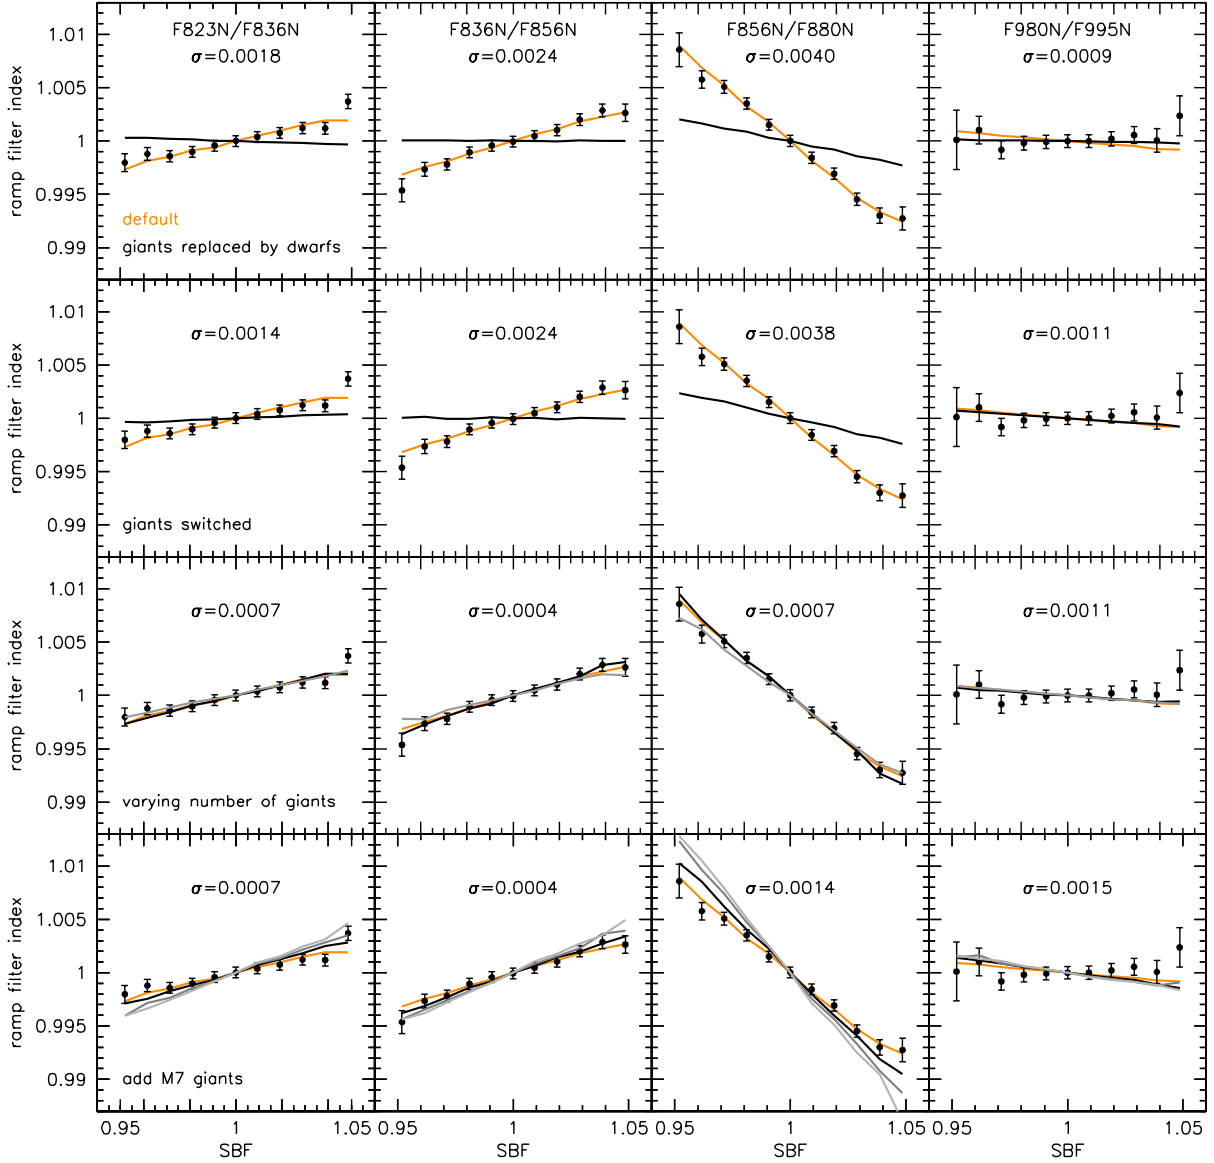 F823N/F836N F836N/F856N F856N/F880N F980N/F995N
σ=0.0018 σ=0.0024 σ=0.0040 σ=0.0009
ramp filter index
1.01
1.005
1
0.995
0.99
default
giants replaced by dwarfs
σ=0.0014 σ=0.0024 σ=0.0038 σ=0.0011
ramp filter index
1.01
1.005
1
0.995
0.99
giants switched
σ=0.0007 σ=0.0004 σ=0.0007 σ=0.0011
ramp filter index
1.01
1.005
1
0.995
0.99
varying number of giants
σ=0.0007 σ=0.0004 σ=0.0014 σ=0.0015
ramp filter index
1.01
1.005
1
0.995
0.99
add M7 giants
0.95 1 1.05 0.95 1 1.05 0.95 1 1.05 0.95 1 1.05
SBF SBF SBF SBF